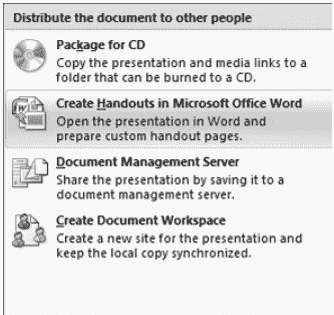 Distribute the document to other people
Package for CD
Copy the presentation and media links to a
folder that can be burned to a CD.
Create Handouts in Microsoft Office Word
Open the presentation in Word and
prepare custom handout pages.
Document Management Server
Share the presentation by saving it to a
document management server.
Create Document Workspace
Create a new site for the presentation and
keep the local copy synchronized.